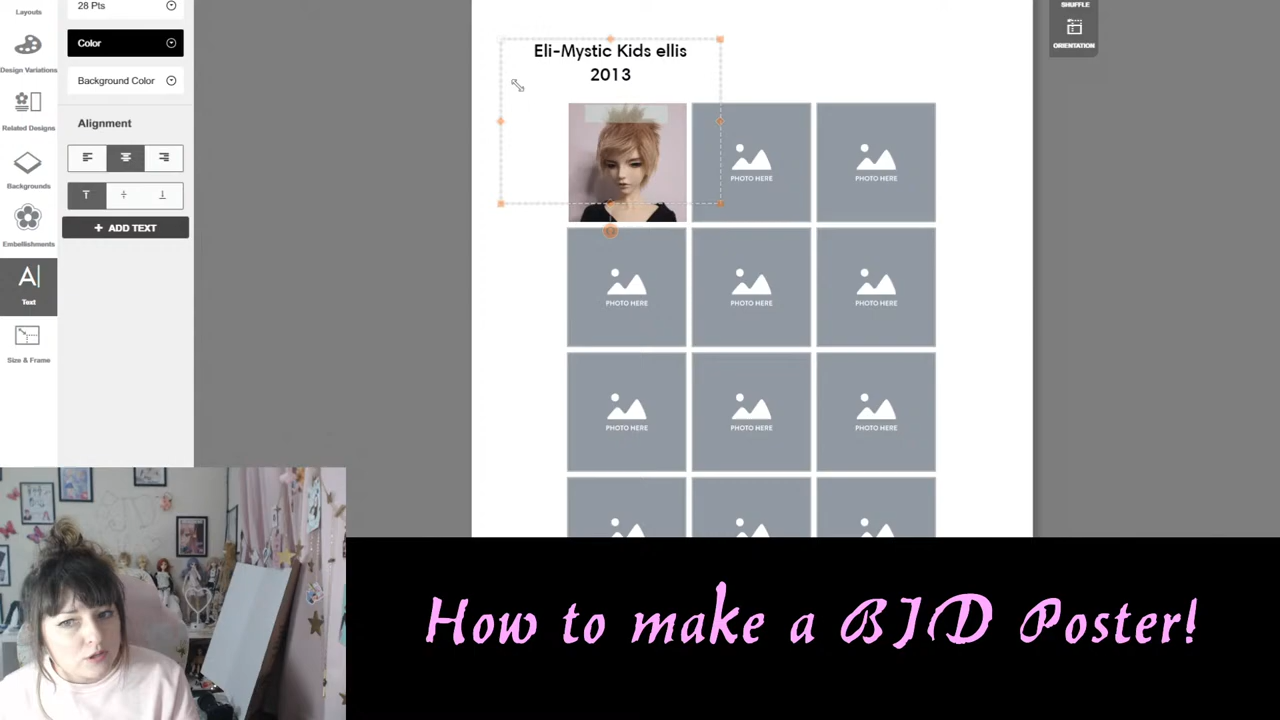 Layouts
28 Pts
SHUFFLE
ORIENTATION
Color
Design Variations
Background Color
Related Designs
Alignment
Backgrounds
+ ADD TEXT
Embellishments
A
Text
Size & Frame
Eli-Mystic Kids ellis
2013
PHOTO HERE
PHOTO HERE
PHOTO HERE
PHOTO HERE
PHOTO HERE
PHOTO HERE
PHOTO HERE
PHOTO HERE
How to make a BJD Poster!